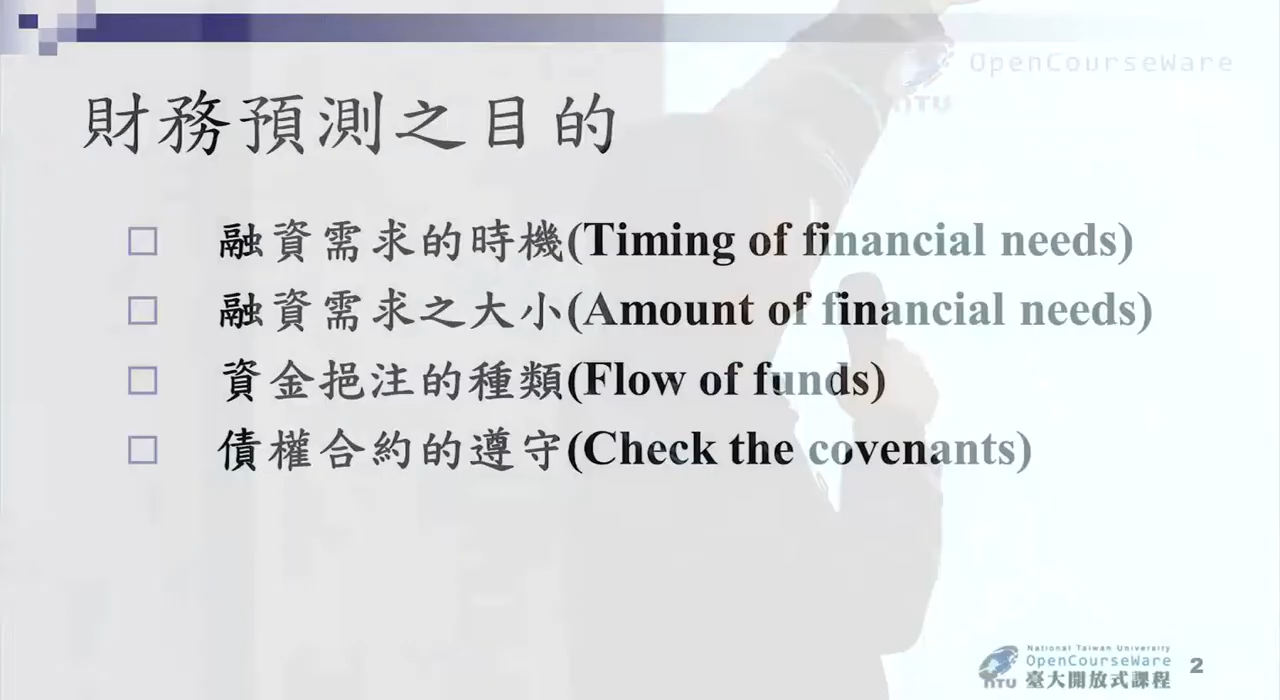 OpenCourseWare
NTU
財務預測之目的
融資需求的時機(Timing of financial needs)
融資需求之大小(Amount of financial needs)
資金挹注的種類(Flow of funds)
債權合約的遵守(Check the covenants)
National Taiwan University
OpenCourseWare
NTU 臺大開放式課程
2